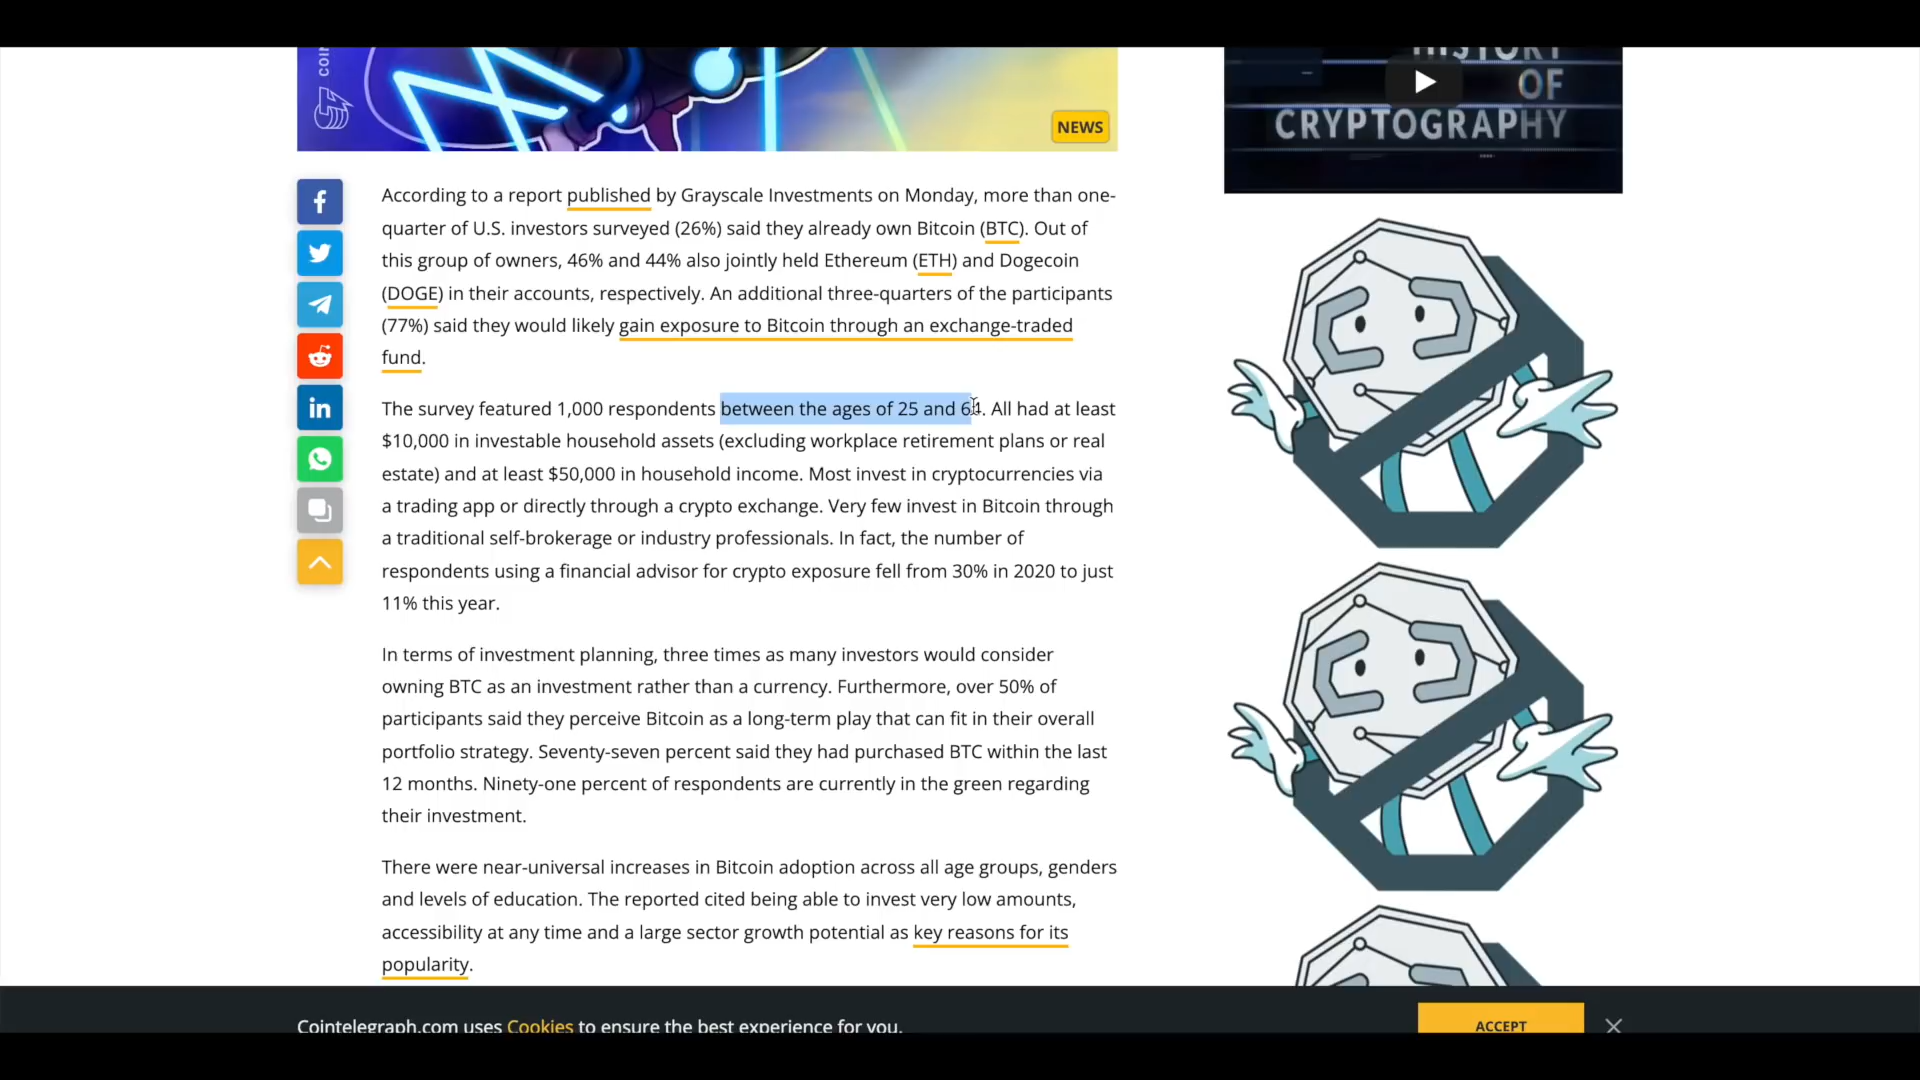 COIN
NEWS
HISTORY
OF
CRYPTOGRAPHY
According to a report published by Grayscale Investments on Monday, more than one-
quarter of U.S. investors surveyed (26%) said they already own Bitcoin (BTC). Out of
this group of owners, 46% and 44% also jointly held Ethereum (ETH) and Dogecoin
(DOGE) in their accounts, respectively. An additional three-quarters of the participants
(77%) said they would likely gain exposure to Bitcoin through an exchange-traded
fund.
The survey featured 1,000 respondents between the ages of 25 and 64. All had at least
$10,000 in investable household assets (excluding workplace retirement plans or real
estate) and at least $50,000 in household income. Most invest in cryptocurrencies via
a trading app or directly through a crypto exchange. Very few invest in Bitcoin through
a traditional self-brokerage or industry professionals. In fact, the number of
respondents using a financial advisor for crypto exposure fell from 30% in 2020 to just
11% this year.
In terms of investment planning, three times as many investors would consider
owning BTC as an investment rather than a currency. Furthermore, over 50% of
participants said they perceive Bitcoin as a long-term play that can fit in their overall
portfolio strategy. Seventy-seven percent said they had purchased BTC within the last
12 months. Ninety-one percent of respondents are currently in the green regarding
their investment.
There were near-universal increases in Bitcoin adoption across all age groups, genders
and levels of education. The reported cited being able to invest very low amounts,
accessibility at any time and a large sector growth potential as key reasons for its
popularity.
Cointelegraph.com uses Cookies to ensure the best experience for you.
ACCEPT